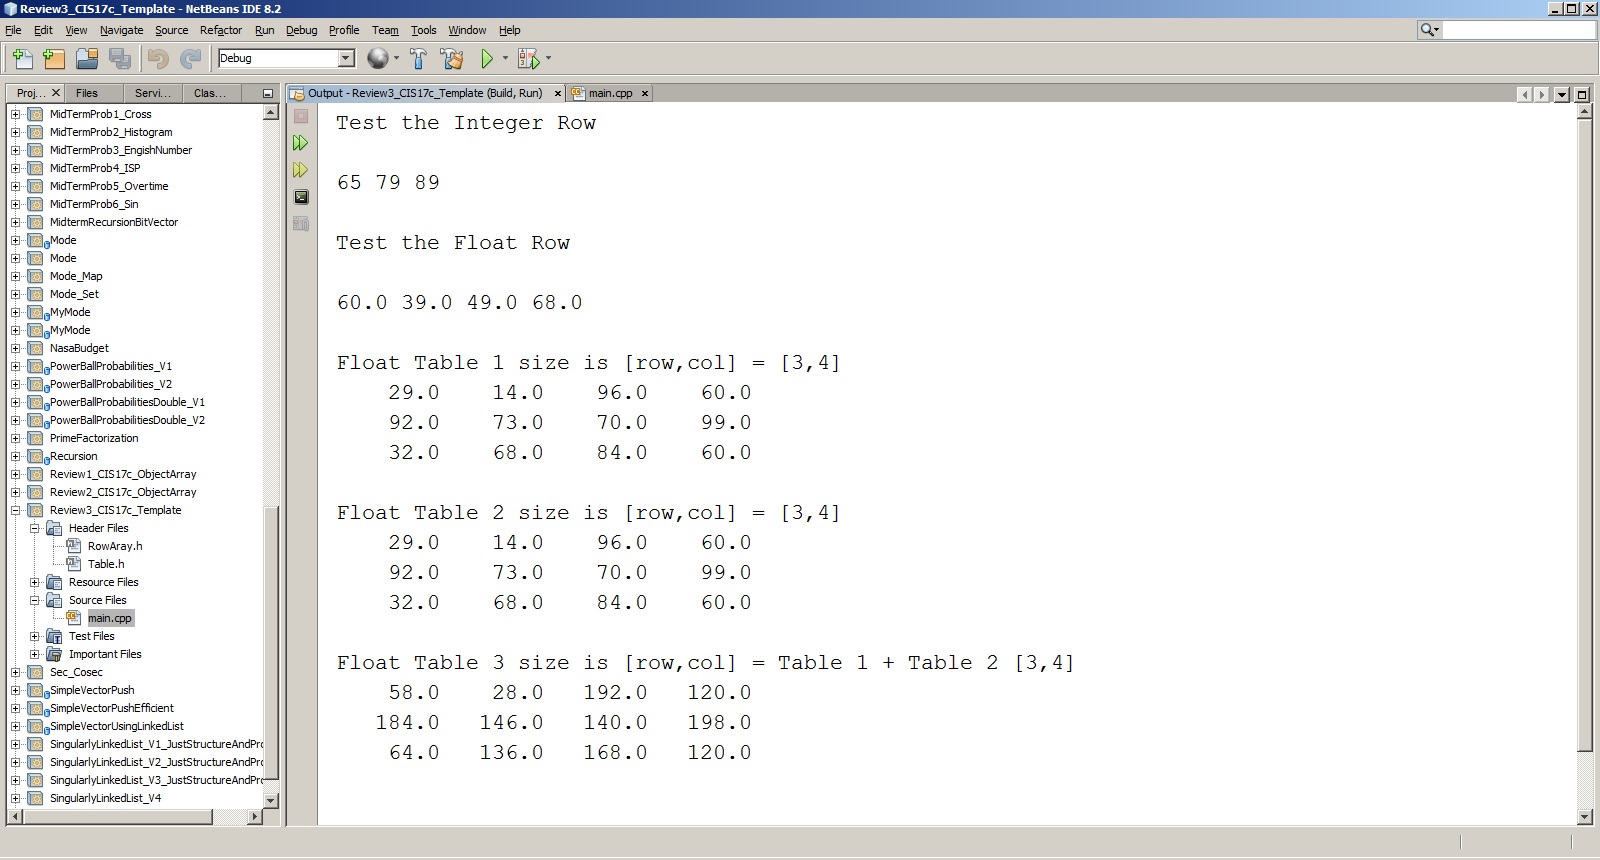 Review3_CIS17c_Template - NetBeans IDE 8.2
File Edit View Navigate Source Refactor Run Debug Profile Team Tools Window Help
Debug
Proj... Files Servi... Clas...
Output - Review3_CIS17c_Template (Build, Run) main.cpp
MidTermProb1_Cross
MidTermProb2_Histogram
MidTermProb3_EngishNumber
MidTermProb4_ISP
MidTermProb5_Overtime
MidTermProb6_Sin
MidtermRecursionBitVector
Mode
Mode
Mode_Map
Mode_Set
MyMode
MyMode
NasaBudget
PowerBallProbabilities_V1
PowerBallProbabilities_V2
PowerBallProbabilitiesDouble_V1
PowerBallProbabilitiesDouble_V2
PrimeFactorization
Recursion
Review1_CIS17c_ObjectArray
Review2_CIS17c_ObjectArray
Review3_CIS17c_Template
Header Files
RowAray.h
Table.h
Resource Files
Source Files
main.cpp
Test Files
Important Files
Sec_Cosec
SimpleVectorPush
SimpleVectorPushEfficient
SimpleVectorUsingLinkedList
SingularlyLinkedList_V1_JustStructureAndPro
SingularlyLinkedList_V2_JustStructureAndPro
SingularlyLinkedList_V3_JustStructureAndPro
SingularlyLinkedList_V4
Test the Integer Row
65 79 89
Test the Float Row
60.0 39.0 49.0 68.0
Float Table 1 size is [row,col] = [3,4]
29.0 14.0 96.0 60.0
92.0 73.0 70.0 99.0
32.0 68.0 84.0 60.0
Float Table 2 size is [row,col] = [3,4]
29.0 14.0 96.0 60.0
92.0 73.0 70.0 99.0
32.0 68.0 84.0 60.0
Float Table 3 size is [row,col] = Table 1 + Table 2 [3,4]
58.0 28.0 192.0 120.0
184.0 146.0 140.0 198.0
64.0 136.0 168.0 120.0